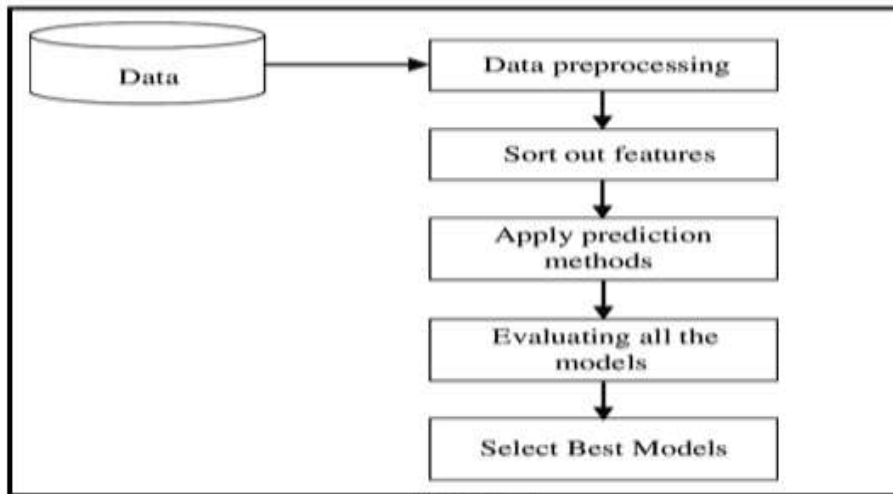 Data
Data preprocessing
Sort out features
Apply prediction
methods
Evaluating all the
models
Select Best Models